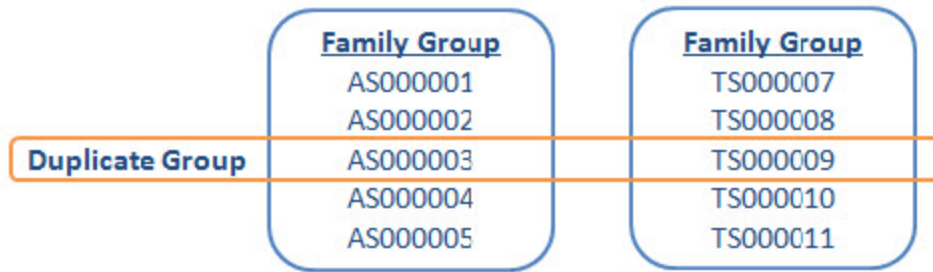 Family Group
AS000001
AS000002
Duplicate Group AS000003
AS000004
AS000005
Family Group
TS000007
TS000008
TS000009
TS000010
TS000011